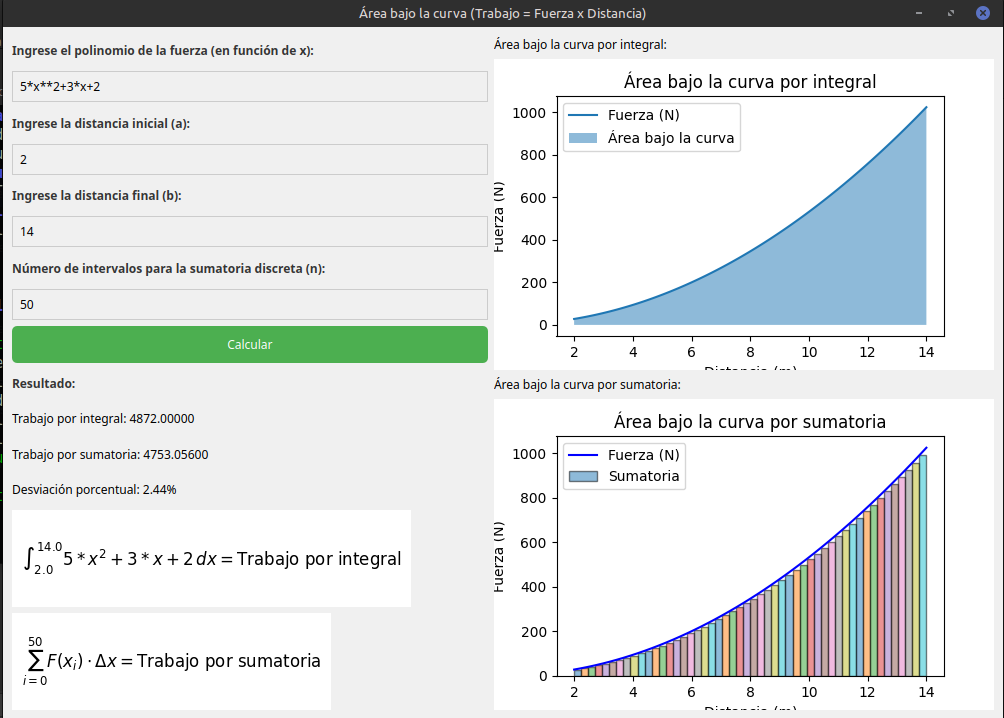 Área bajo la curva (Trabajo = Fuerza x Distancia)
Ingrese el polinomio de la fuerza (en función de x):
5*x**2+3*x+2
Ingrese la distancia inicial (a):
2
Ingrese la distancia final (b):
14
Número de intervalos para la sumatoria discreta (n):
50
Calcular
Resultado:
Trabajo por integral: 4872.00000
Trabajo por sumatoria: 4753.05600
Desviación porcentual: 2.44%
∫_{2.0}^{14.0} 5 * x² + 3 * x + 2 dx = Trabajo por integral
∑_{i=0}^{50} F(x_i) · Δx = Trabajo por sumatoria
Área bajo la curva por integral:
Área bajo la curva por integral
Fuerza (N)
Área bajo la curva
Fuerza (N)
1000
800
600
400
200
0
2 4 6 8 10 12 14
Distancia (m)
Área bajo la curva por sumatoria:
Área bajo la curva por sumatoria
Fuerza (N)
Sumatoria
Fuerza (N)
1000
800
600
400
200
0
2 4 6 8 10 12 14
Distancia (m)